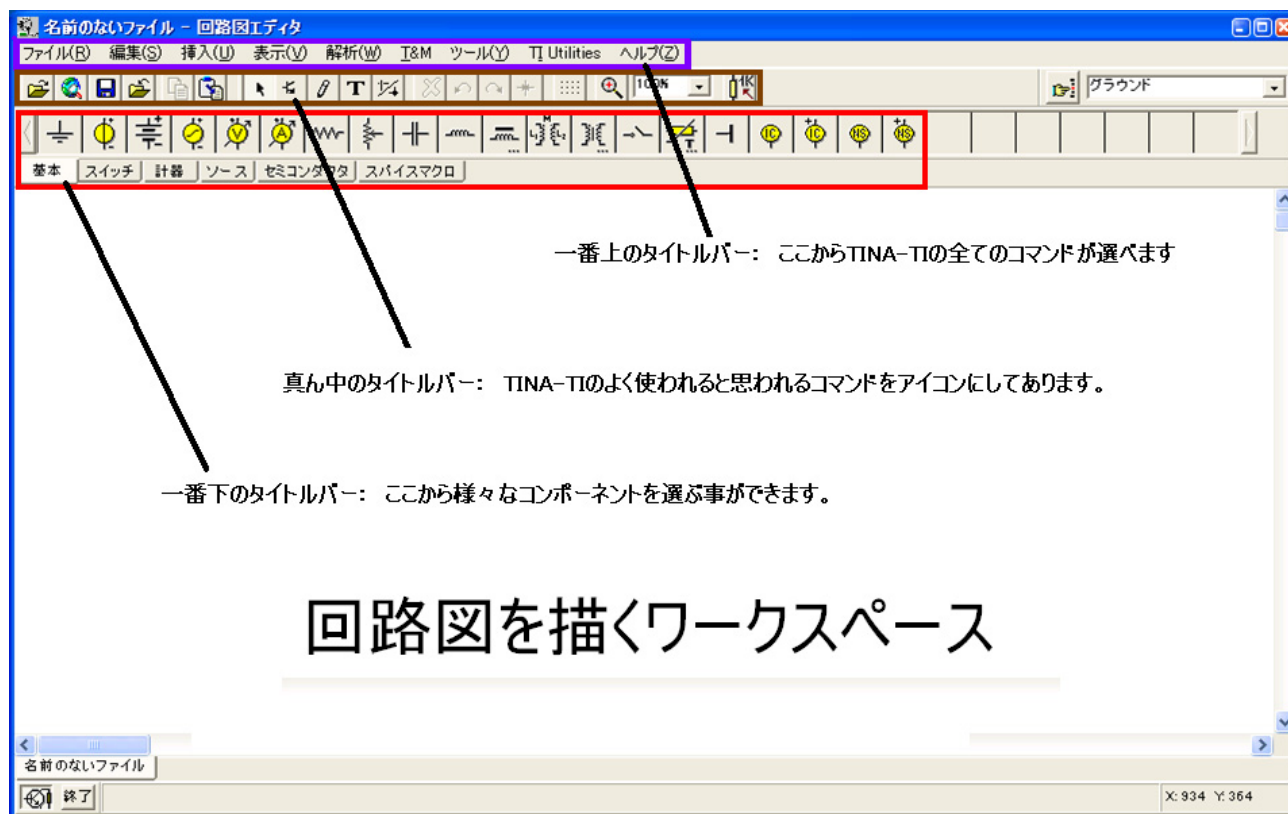 名前のないファイル - 回路図エディタ
ファイル(R) 編集(S) 挿入(U) 表示(V) 解析(W) T&M ツール(Y) TI Utilities ヘルプ(Z)
100% 1K グラウンド
基本 スイッチ 計器 ソース セミコンダクタ スパイスマクロ
一番上のタイトルバー: ここからTINA-TIの全てのコマンドが選べます
真ん中のタイトルバー: TINA-TIのよく使われると思われるコマンドをアイコンにしてあります。
一番下のタイトルバー: ここから様々なコンポーネントを選ぶ事ができます。
回路図を描くワークスペース
名前のないファイル
終了 X: 934 Y: 364